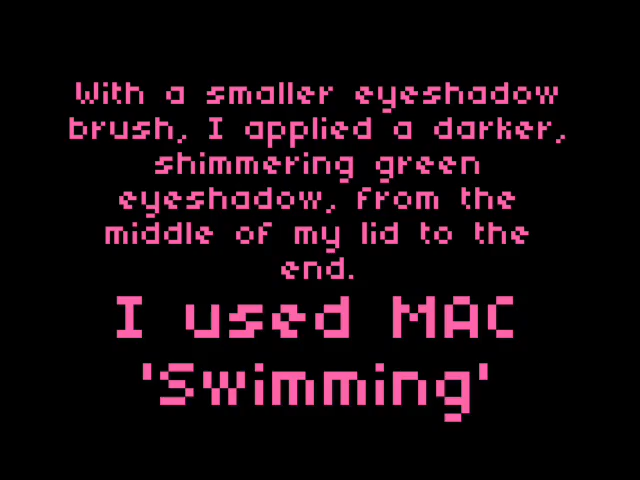 With a smaller eyeshadow
brush, I applied a darker,
shimmering green
eyeshadow, from the
middle of my lid to the
end.
I used MAC
'Swimming'